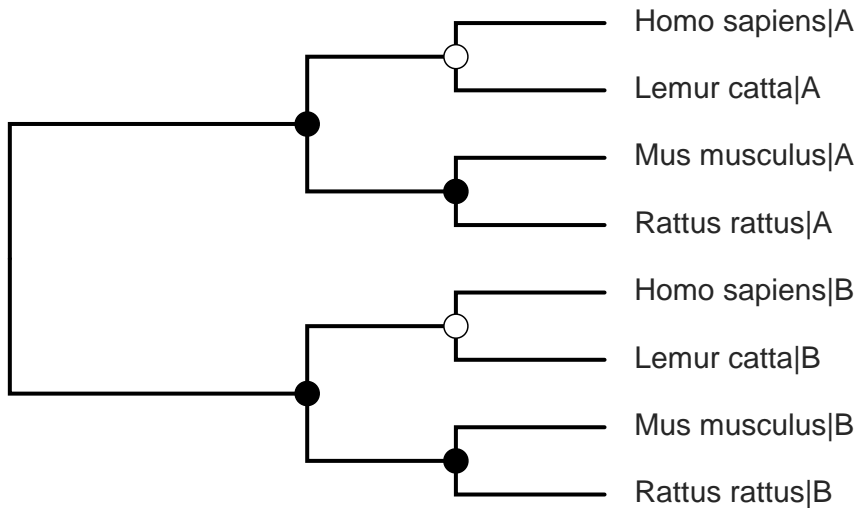 Homo sapiens|A
Lemur catta|A
Mus musculus|A
Rattus rattus|A
Homo sapiens|B
Lemur catta|B
Mus musculus|B
Rattus rattus|B